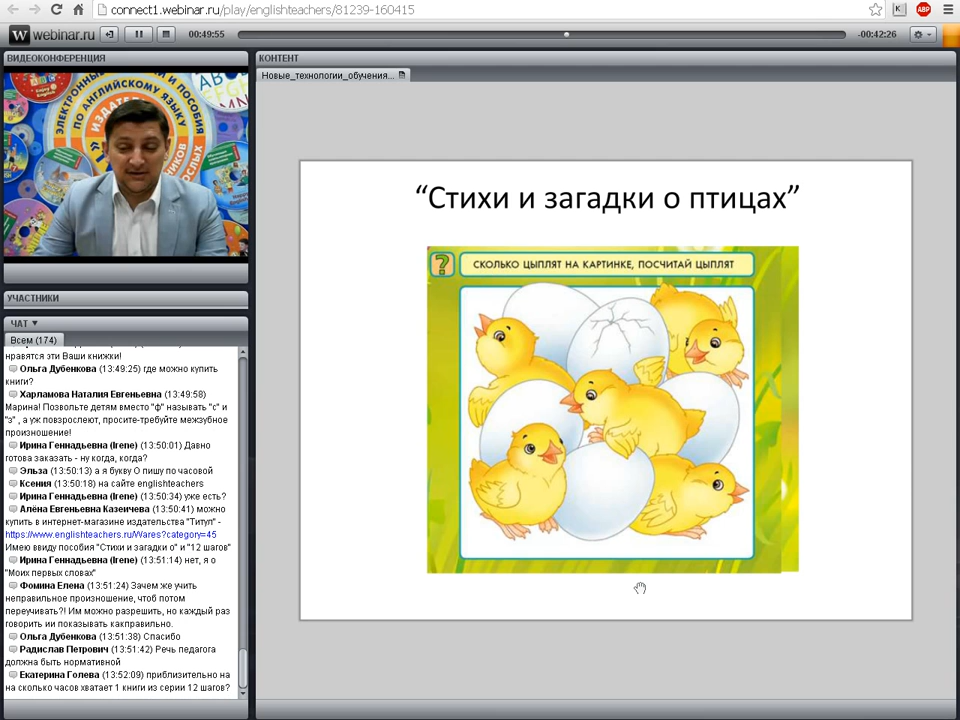 connect1.webinar.ru/play/englishteachers/81239-160415
K
ABP
W webinar.ru
00:49:55
-00:42:26
ВИДЕОКОНФЕРЕНЦИЯ
КОНТЕНТ
Новые_технологии_обучения...
ЭЛЕКТРОННЫЕ
И ПОСОБИЯ
ПО АНГЛИЙСКОМУ ЯЗЫКУ
“Стихи и загадки о птицах”
? СКОЛЬКО ЦЫПЛЯТ НА КАРТИНКЕ, ПОСЧИТАЙ ЦЫПЛЯТ
УЧАСТНИКИ
ЧАТ ▼
Всем (174)
нравятся эти Ваши книжки!
Ольга Дубенкова (13:49:25) где можно купить
книги?
Харламова Наталия Евгеньевна (13:49:58)
Марина! Позвольте детям вместо "ф" называть "с" и
"з" , а уж повзрослеют, просите-требуйте межзубное
произношение!
Ирина Геннадьевна (Irene) (13:50:01) Давно
готова заказать - ну когда, когда?
Эльза (13:50:13) а я букву О пишу по часовой
Ксения (13:50:18) на сайте englishteachers
Ирина Геннадьевна (Irene) (13:50:34) уже есть?
Алёна Евгеньевна Казеичева (13:50:41) можно
купить в интернет-магазине издательства "Титул" -
https://www.englishteachers.ru/Wares?category=45
Имею ввиду пособия "Стихи и загадки о" и "12 шагов"
Ирина Геннадьевна (Irene) (13:51:14) нет, я о
"Моих первых словах"
Фомина Елена (13:51:24) Зачем же учить
неправильное произношение, чтоб потом
переучивать?! Им можно разрешить, но каждый раз
говорить ии показывать какправильно.
Ольга Дубенкова (13:51:38) Спасибо
Радислав Петрович (13:51:42) Речь педагога
должна быть нормативной
Екатерина Голева (13:52:09) приблизительно на
на сколько часов хватает 1 книги из серии 12 шагов?